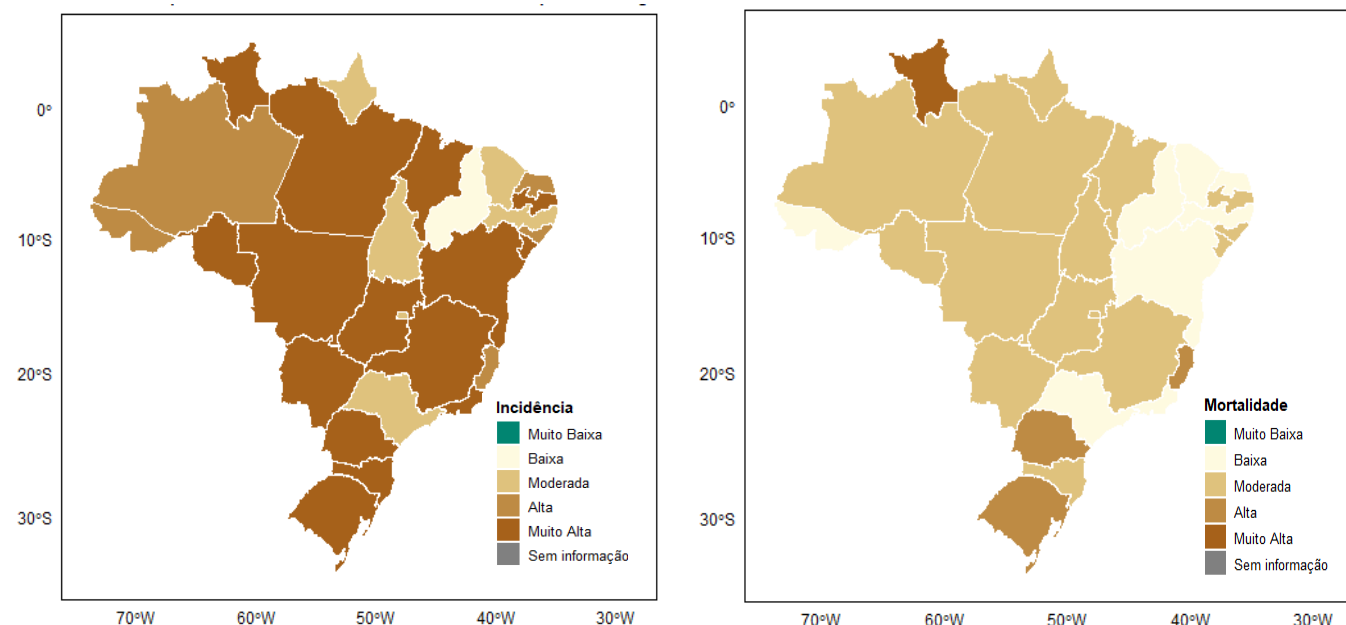 0°
10°S
20°S
30°S
70°W
60°W
50°W
40°W
30°W
Incidência
Muito Baixa
Baixa
Moderada
Alta
Muito Alta
Sem informação
0°
10°S
20°S
30°S
70°W
60°W
50°W
40°W
30°W
Mortalidade
Muito Baixa
Baixa
Moderada
Alta
Muito Alta
Sem informação